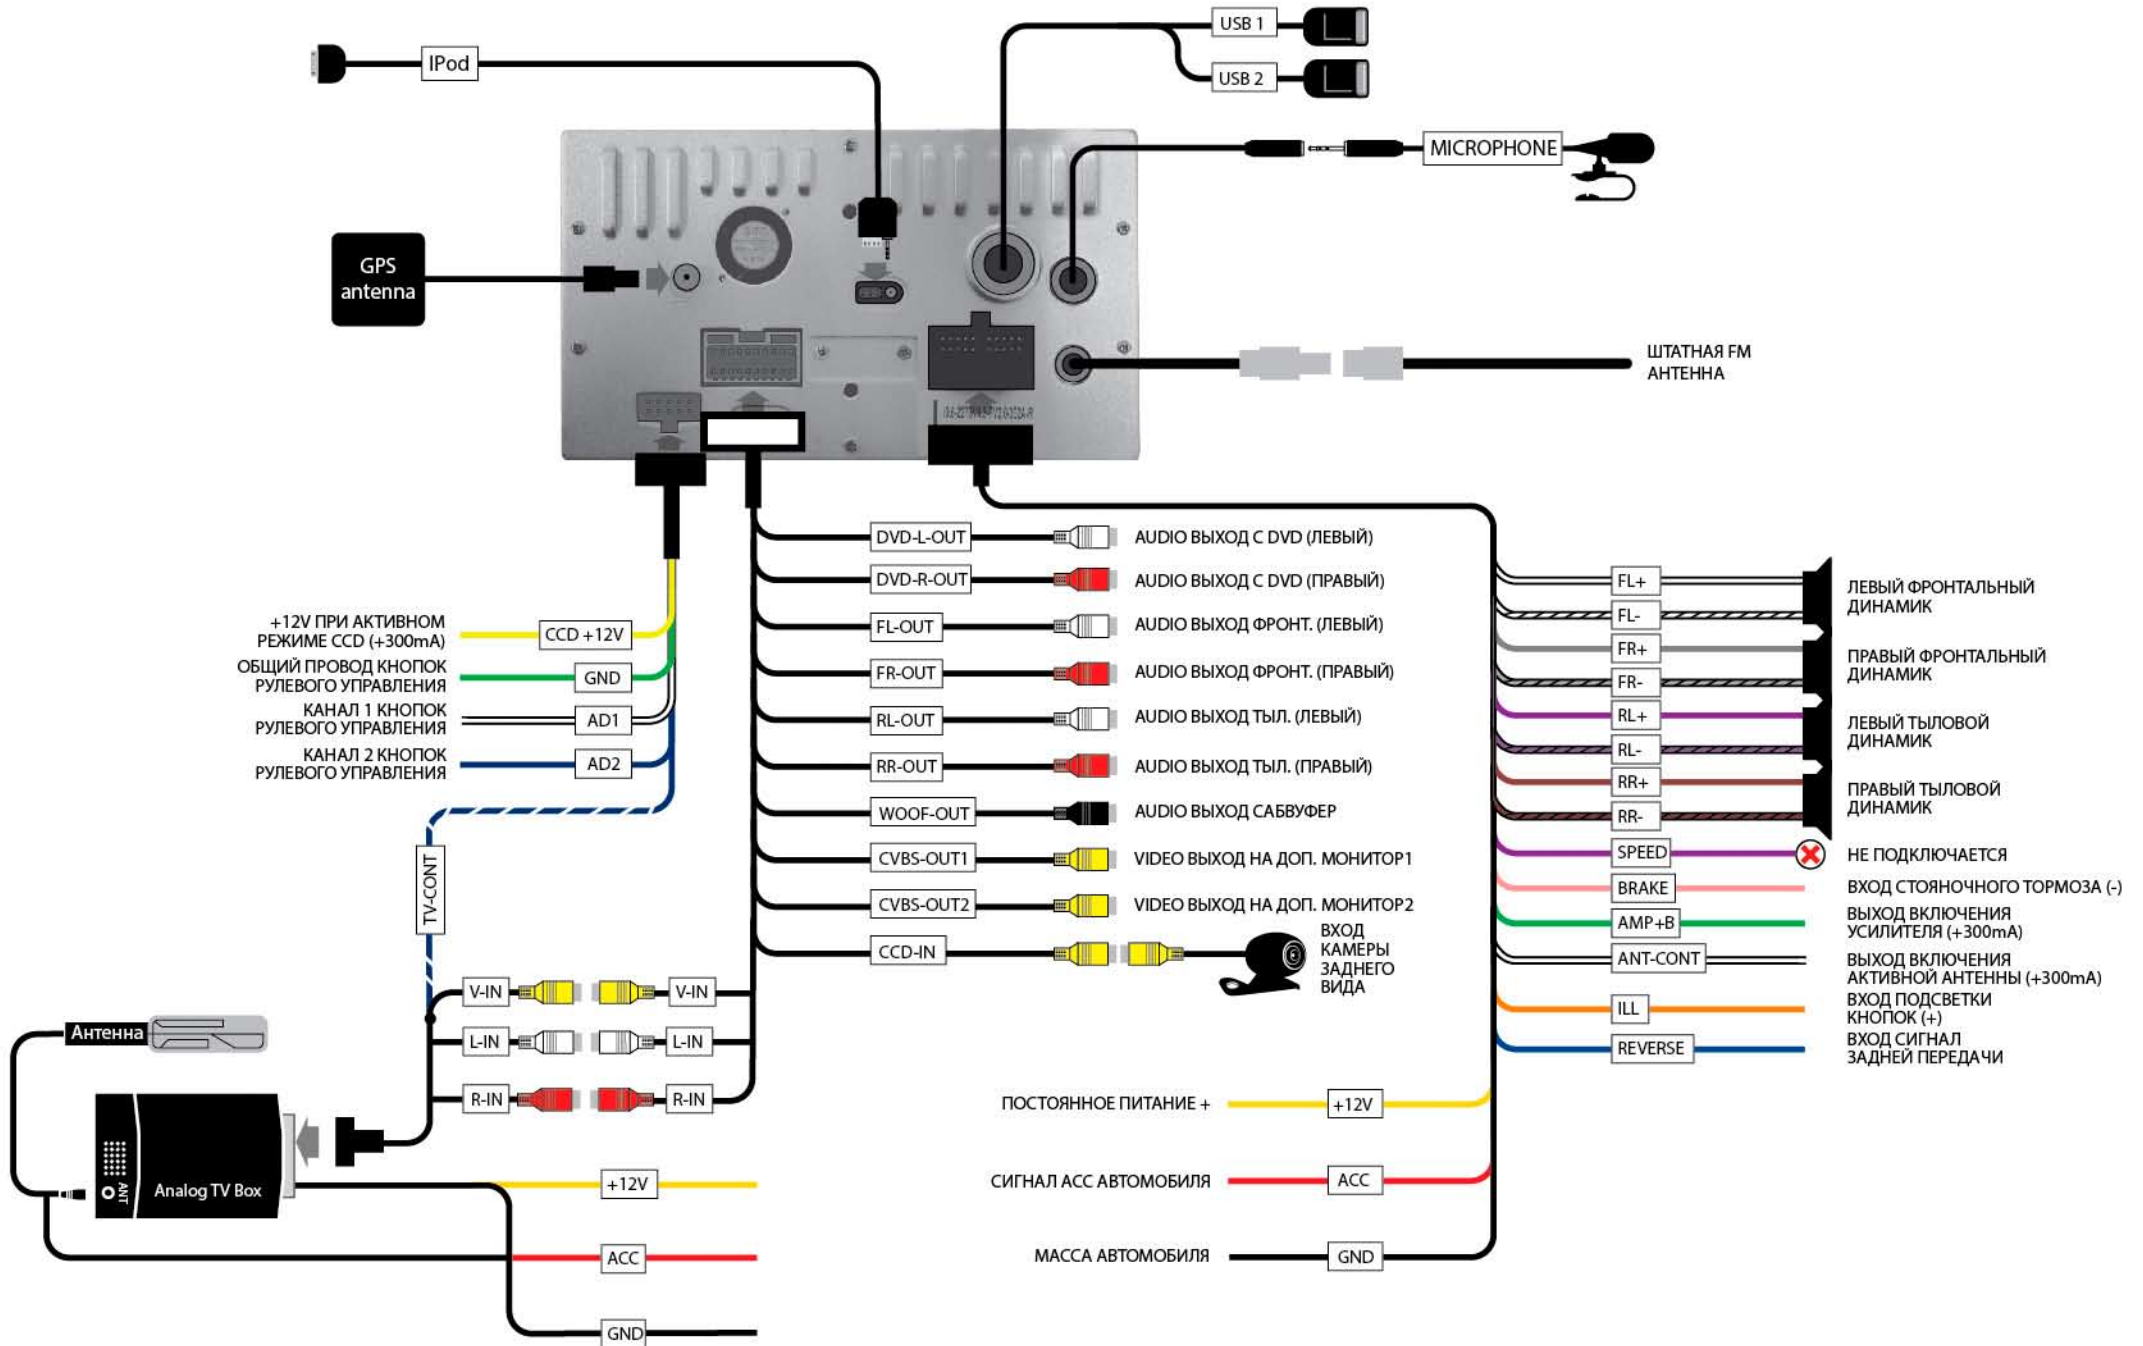 USB 1
IPod
USB 2
MICROPHONE
GPS
antenna
ШТАТНАЯ FM
АНТЕННА
DVD-L-OUT
AUDIO ВЫХОД С DVD (ЛЕВЫЙ)
DVD-R-OUT
AUDIO ВЫХОД С DVD (ПРАВЫЙ)
FL-OUT
AUDIO ВЫХОД ФРОНТ. (ЛЕВЫЙ)
FR-OUT
AUDIO ВЫХОД ФРОНТ. (ПРАВЫЙ)
RL-OUT
AUDIO ВЫХОД ТЫЛ. (ЛЕВЫЙ)
RR-OUT
AUDIO ВЫХОД ТЫЛ. (ПРАВЫЙ)
WOOF-OUT
AUDIO ВЫХОД САБВУФЕР
CVBS-OUT1
VIDEO ВЫХОД НА ДОП. МОНИТОР1
CVBS-OUT2
VIDEO ВЫХОД НА ДОП. МОНИТОР2
CCD-IN
ВХОД
КАМЕРЫ
ЗАДНЕГО
ВИДА
+12V ПРИ АКТИВНОМ
РЕЖИМЕ CCD (+300mA)
CCD +12V
ОБЩИЙ ПРОВОД КНОПОК
РУЛЕВОГО УПРАВЛЕНИЯ
GND
КАНАЛ 1 КНОПОК
РУЛЕВОГО УПРАВЛЕНИЯ
AD1
КАНАЛ 2 КНОПОК
РУЛЕВОГО УПРАВЛЕНИЯ
AD2
TV-CONT
V-IN
V-IN
L-IN
L-IN
R-IN
R-IN
Антенна
ANT
Analog TV Box
+12V
ACC
GND
FL+
FL-
ЛЕВЫЙ ФРОНТАЛЬНЫЙ
ДИНАМИК
FR+
FR-
ПРАВЫЙ ФРОНТАЛЬНЫЙ
ДИНАМИК
RL+
RL-
ЛЕВЫЙ ТЫЛОВОЙ
ДИНАМИК
RR+
RR-
ПРАВЫЙ ТЫЛОВОЙ
ДИНАМИК
SPEED
НЕ ПОДКЛЮЧАЕТСЯ
BRAKE
ВХОД СТОЯНОЧНОГО ТОРМОЗА (-)
AMP+B
ВЫХОД ВКЛЮЧЕНИЯ
УСИЛИТЕЛЯ (+300mA)
ANT-CONT
ВЫХОД ВКЛЮЧЕНИЯ
АКТИВНОЙ АНТЕННЫ (+300mA)
ILL
ВХОД ПОДСВЕТКИ
КНОПОК (+)
REVERSE
ВХОД СИГНАЛ
ЗАДНЕЙ ПЕРЕДАЧИ
ПОСТОЯННОЕ ПИТАНИЕ +
+12V
СИГНАЛ АСС АВТОМОБИЛЯ
ACC
МАССА АВТОМОБИЛЯ
GND